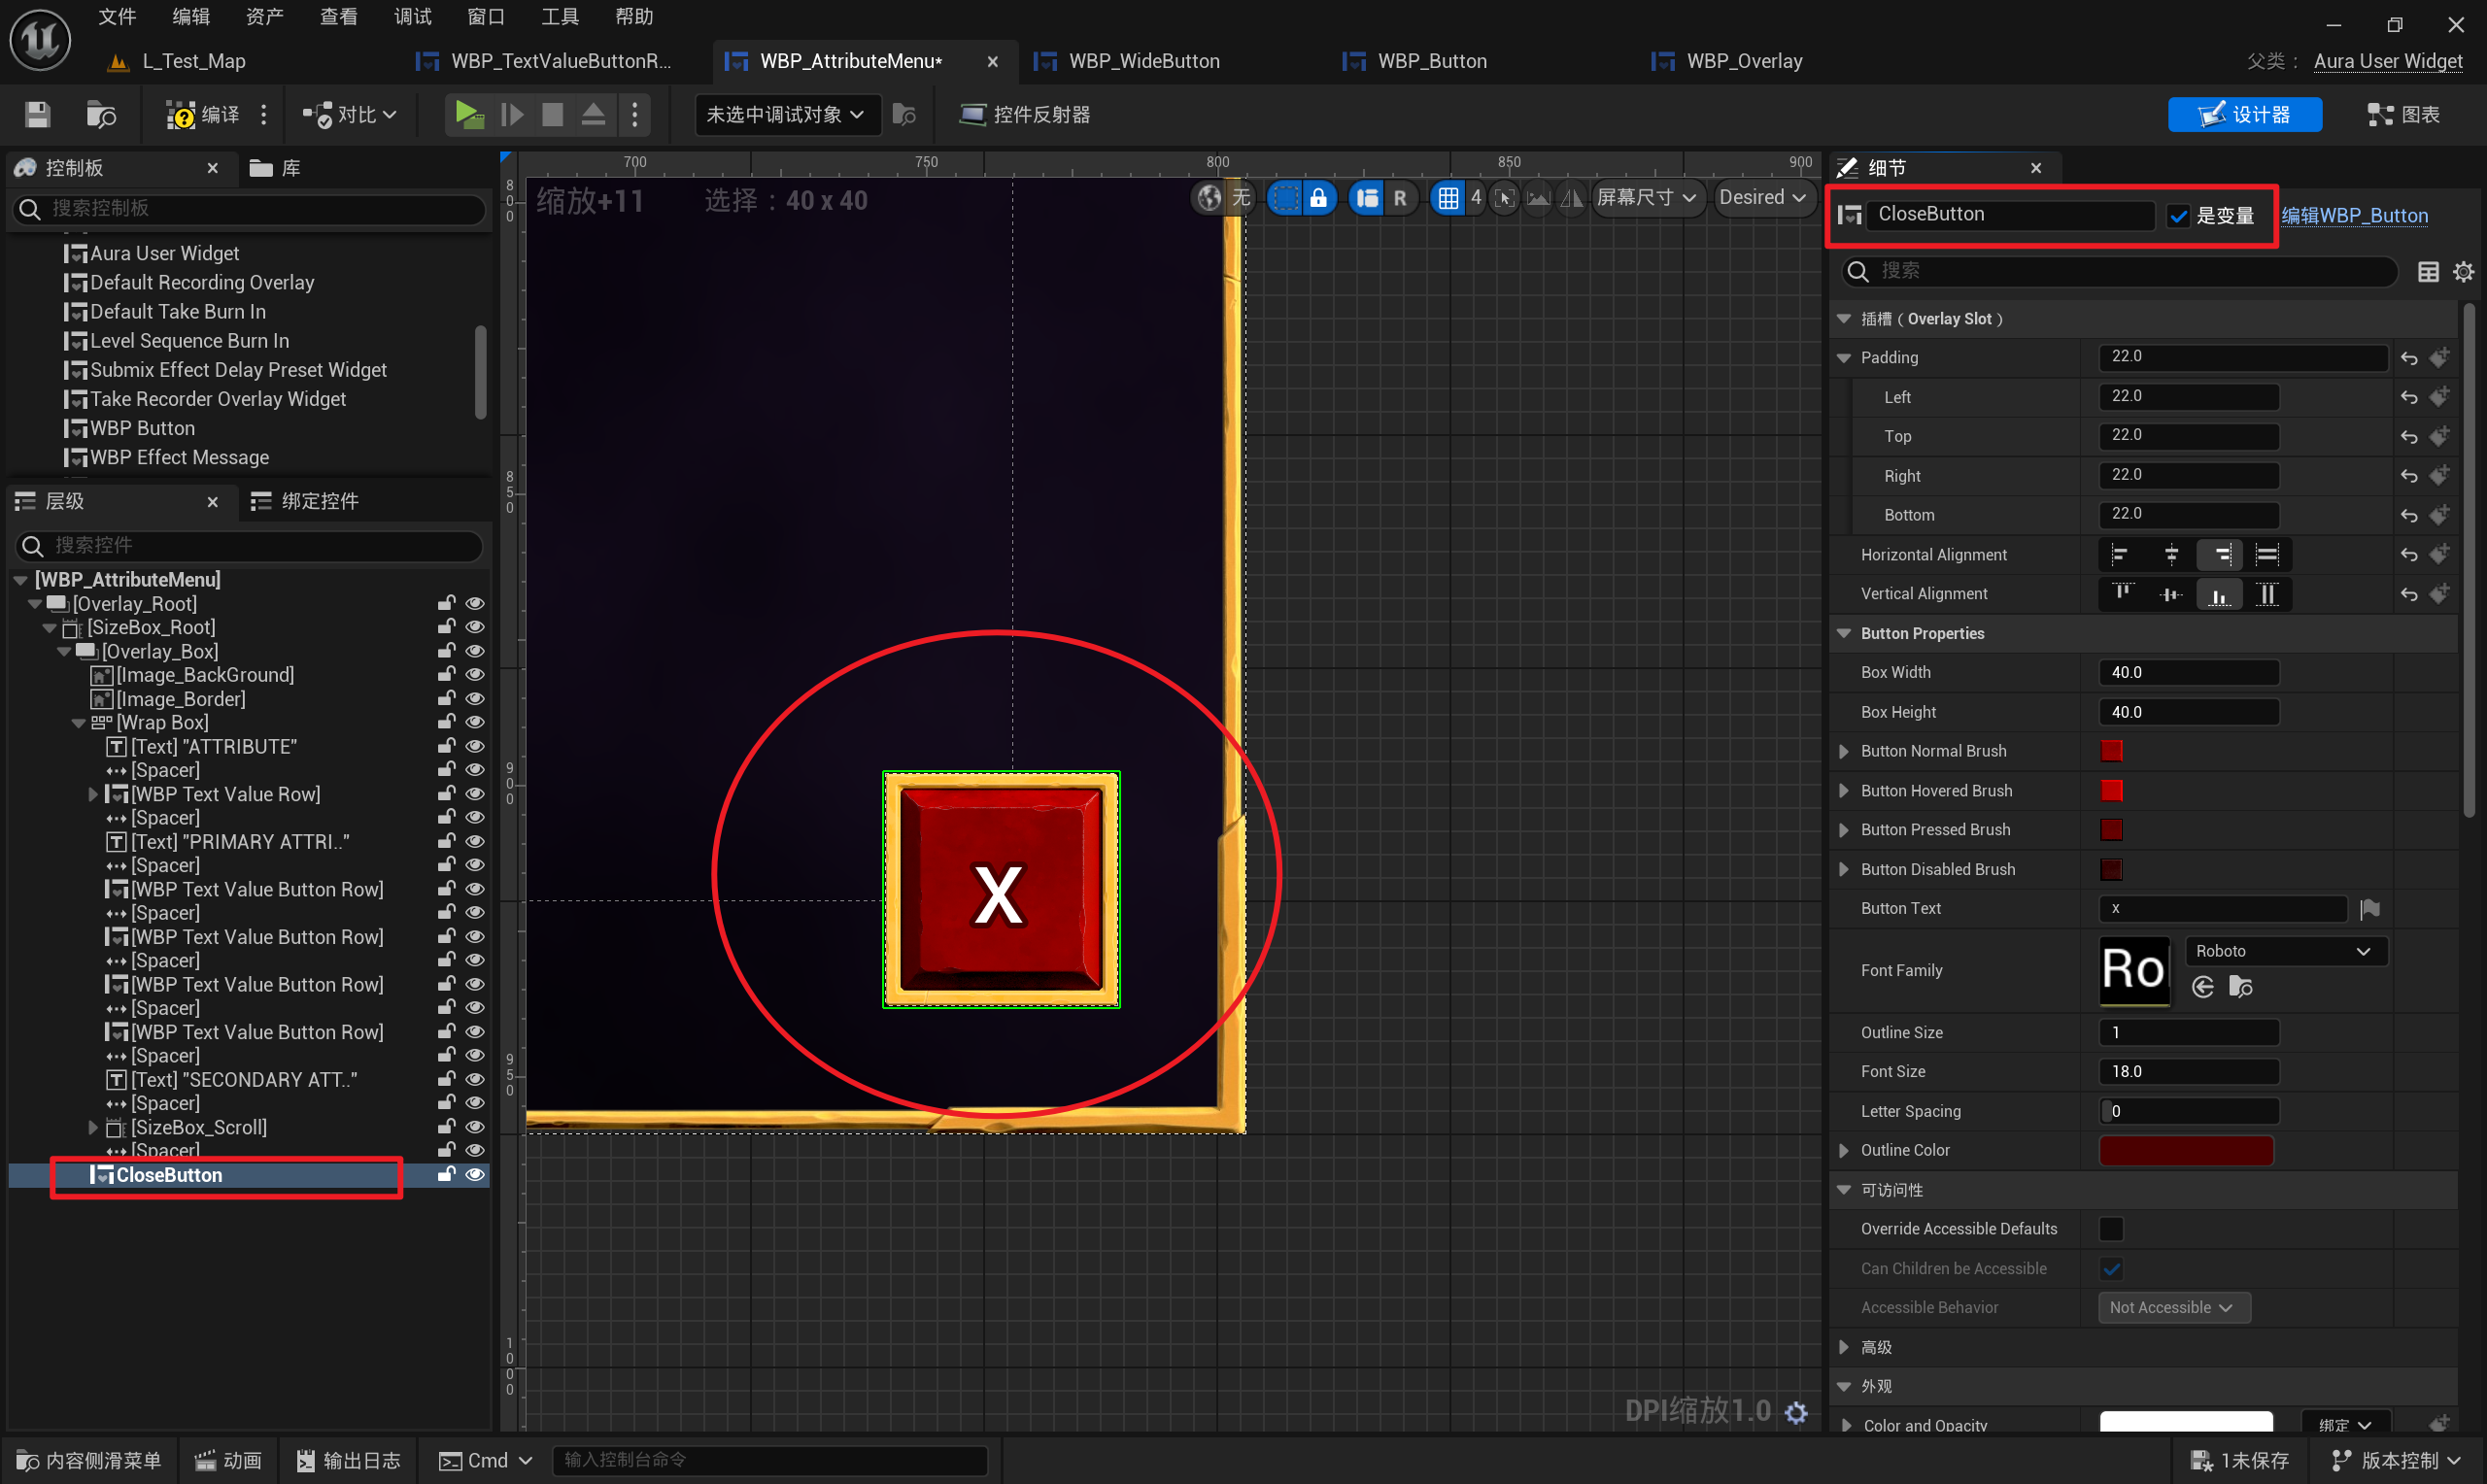 文件 编辑 资产 查看 调试 窗口 工具 帮助
L_Test_Map
WBP_TextValueButtonR...
WBP_AttributeMenu*
WBP_WideButton
WBP_Button
WBP_Overlay
父类： Aura User Widget
编译 对比 未选中调试对象 控件反射器 设计器 图表
控制板 库
搜索控制板
Aura User Widget
Default Recording Overlay
Default Take Burn In
Level Sequence Burn In
Submix Effect Delay Preset Widget
Take Recorder Overlay Widget
WBP Button
WBP Effect Message
层级 绑定控件
搜索控件
[WBP_AttributeMenu]
[Overlay_Root]
[SizeBox_Root]
[Overlay_Box]
[Image_BackGround]
[Image_Border]
[Wrap Box]
[Text] "ATTRIBUTE"
[Spacer]
[WBP Text Value Row]
[Spacer]
[Text] "PRIMARY ATTRI.."
[Spacer]
[WBP Text Value Button Row]
[Spacer]
[WBP Text Value Button Row]
[Spacer]
[WBP Text Value Button Row]
[Spacer]
[WBP Text Value Button Row]
[Spacer]
[Text] "SECONDARY ATT.."
[Spacer]
[SizeBox_Scroll]
[Spacer]
CloseButton
700 750 800 850 900
缩放+11 选择：40 x 40
无 R 4 屏幕尺寸 Desired
800
850
900
950
1000
X
DPI缩放1.0
细节
CloseButton 是变量 编辑WBP_Button
搜索
插槽（Overlay Slot）
Padding 22.0
Left 22.0
Top 22.0
Right 22.0
Bottom 22.0
Horizontal Alignment
Vertical Alignment
Button Properties
Box Width 40.0
Box Height 40.0
Button Normal Brush
Button Hovered Brush
Button Pressed Brush
Button Disabled Brush
Button Text x
Font Family Ro Roboto
Outline Size 1
Font Size 18.0
Letter Spacing 0
Outline Color
可访问性
Override Accessible Defaults
Can Children be Accessible
Accessible Behavior Not Accessible
高级
外观
Color and Opacity 绑定
内容侧滑菜单 动画 输出日志 Cmd 输入控制台命令 1未保存 版本控制